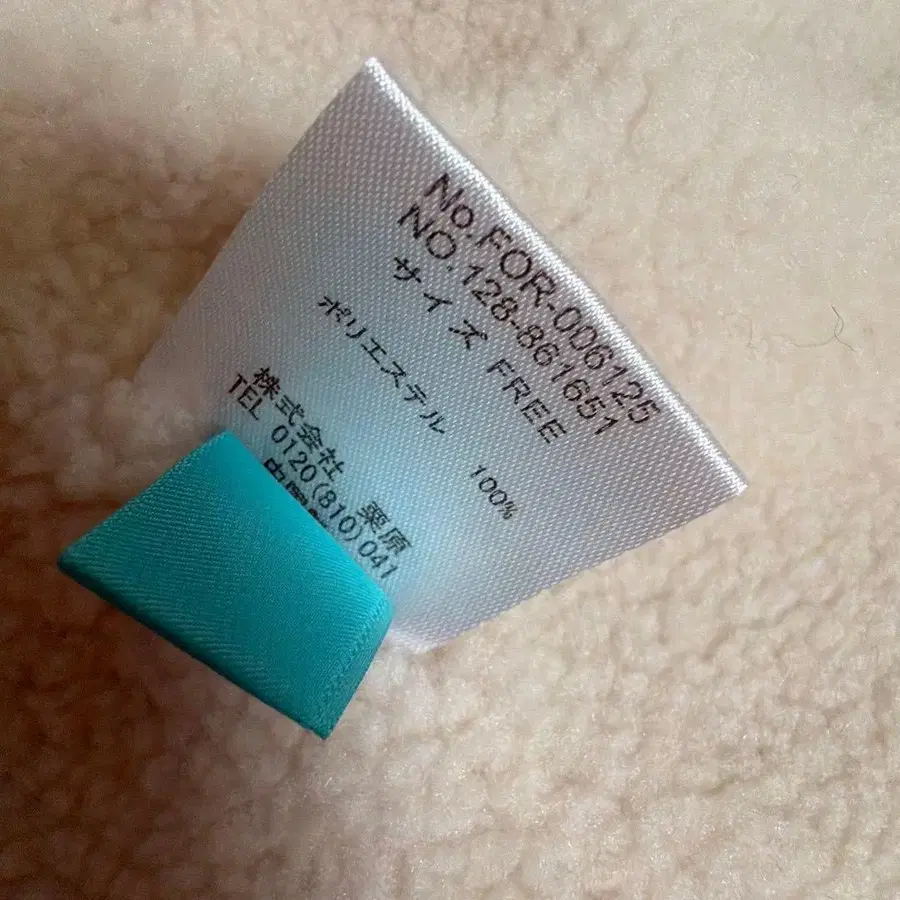 No.FOR-006125
NO.128-861651
サイズ FREE
ポリエステル 100%
株式会社 栗原
TEL 0120(810)041